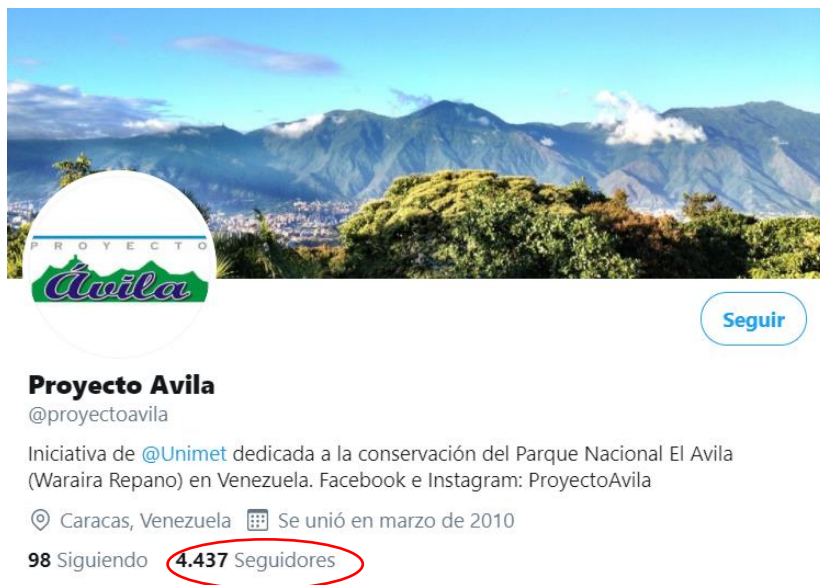 PROYECTO
Ávila
Seguir
Proyecto Avila
@proyectoavila
Iniciativa de @Unimet dedicada a la conservación del Parque Nacional El Avila
(Waraira Repano) en Venezuela. Facebook e Instagram: ProyectoAvila
Caracas, Venezuela Se unió en marzo de 2010
98 Siguiendo 4.437 Seguidores